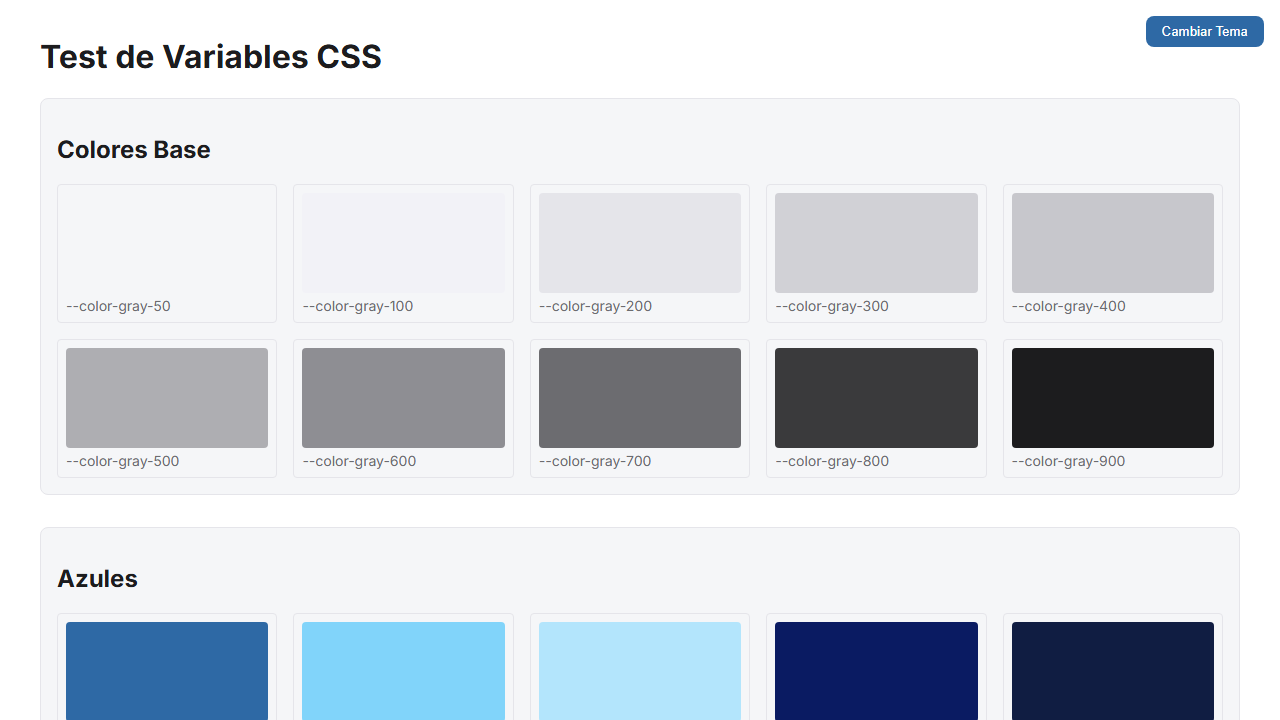 Cambiar Tema
Test de Variables CSS
Colores Base
--color-gray-50
--color-gray-100
--color-gray-200
--color-gray-300
--color-gray-400
--color-gray-500
--color-gray-600
--color-gray-700
--color-gray-800
--color-gray-900
Azules